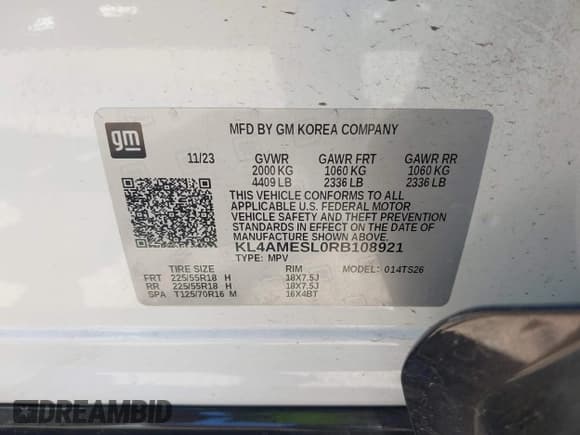 gm
MFD BY GM KOREA COMPANY
11/23 GVWR GAWR FRT GAWR RR
2000 KG 1060 KG 1060 KG
4409 LB 2336 LB 2336 LB
THIS VEHICLE CONFORMS TO ALL
APPLICABLE U.S. FEDERAL MOTOR
VEHICLE SAFETY AND THEFT PREVENTION
STANDARDS IN EFFECT ON THE DATE OF
MANUFACTURE SHOWN ABOVE.
KL4AMESL0RB108921
TYPE: MPV
TIRE SIZE RIM MODEL: 014TS26
FRT 225/55R18 H 18X7.5J
RR 225/55R18 H 18X7.5J
SPA T125/70R16 M 16X4BT
DREAMBID